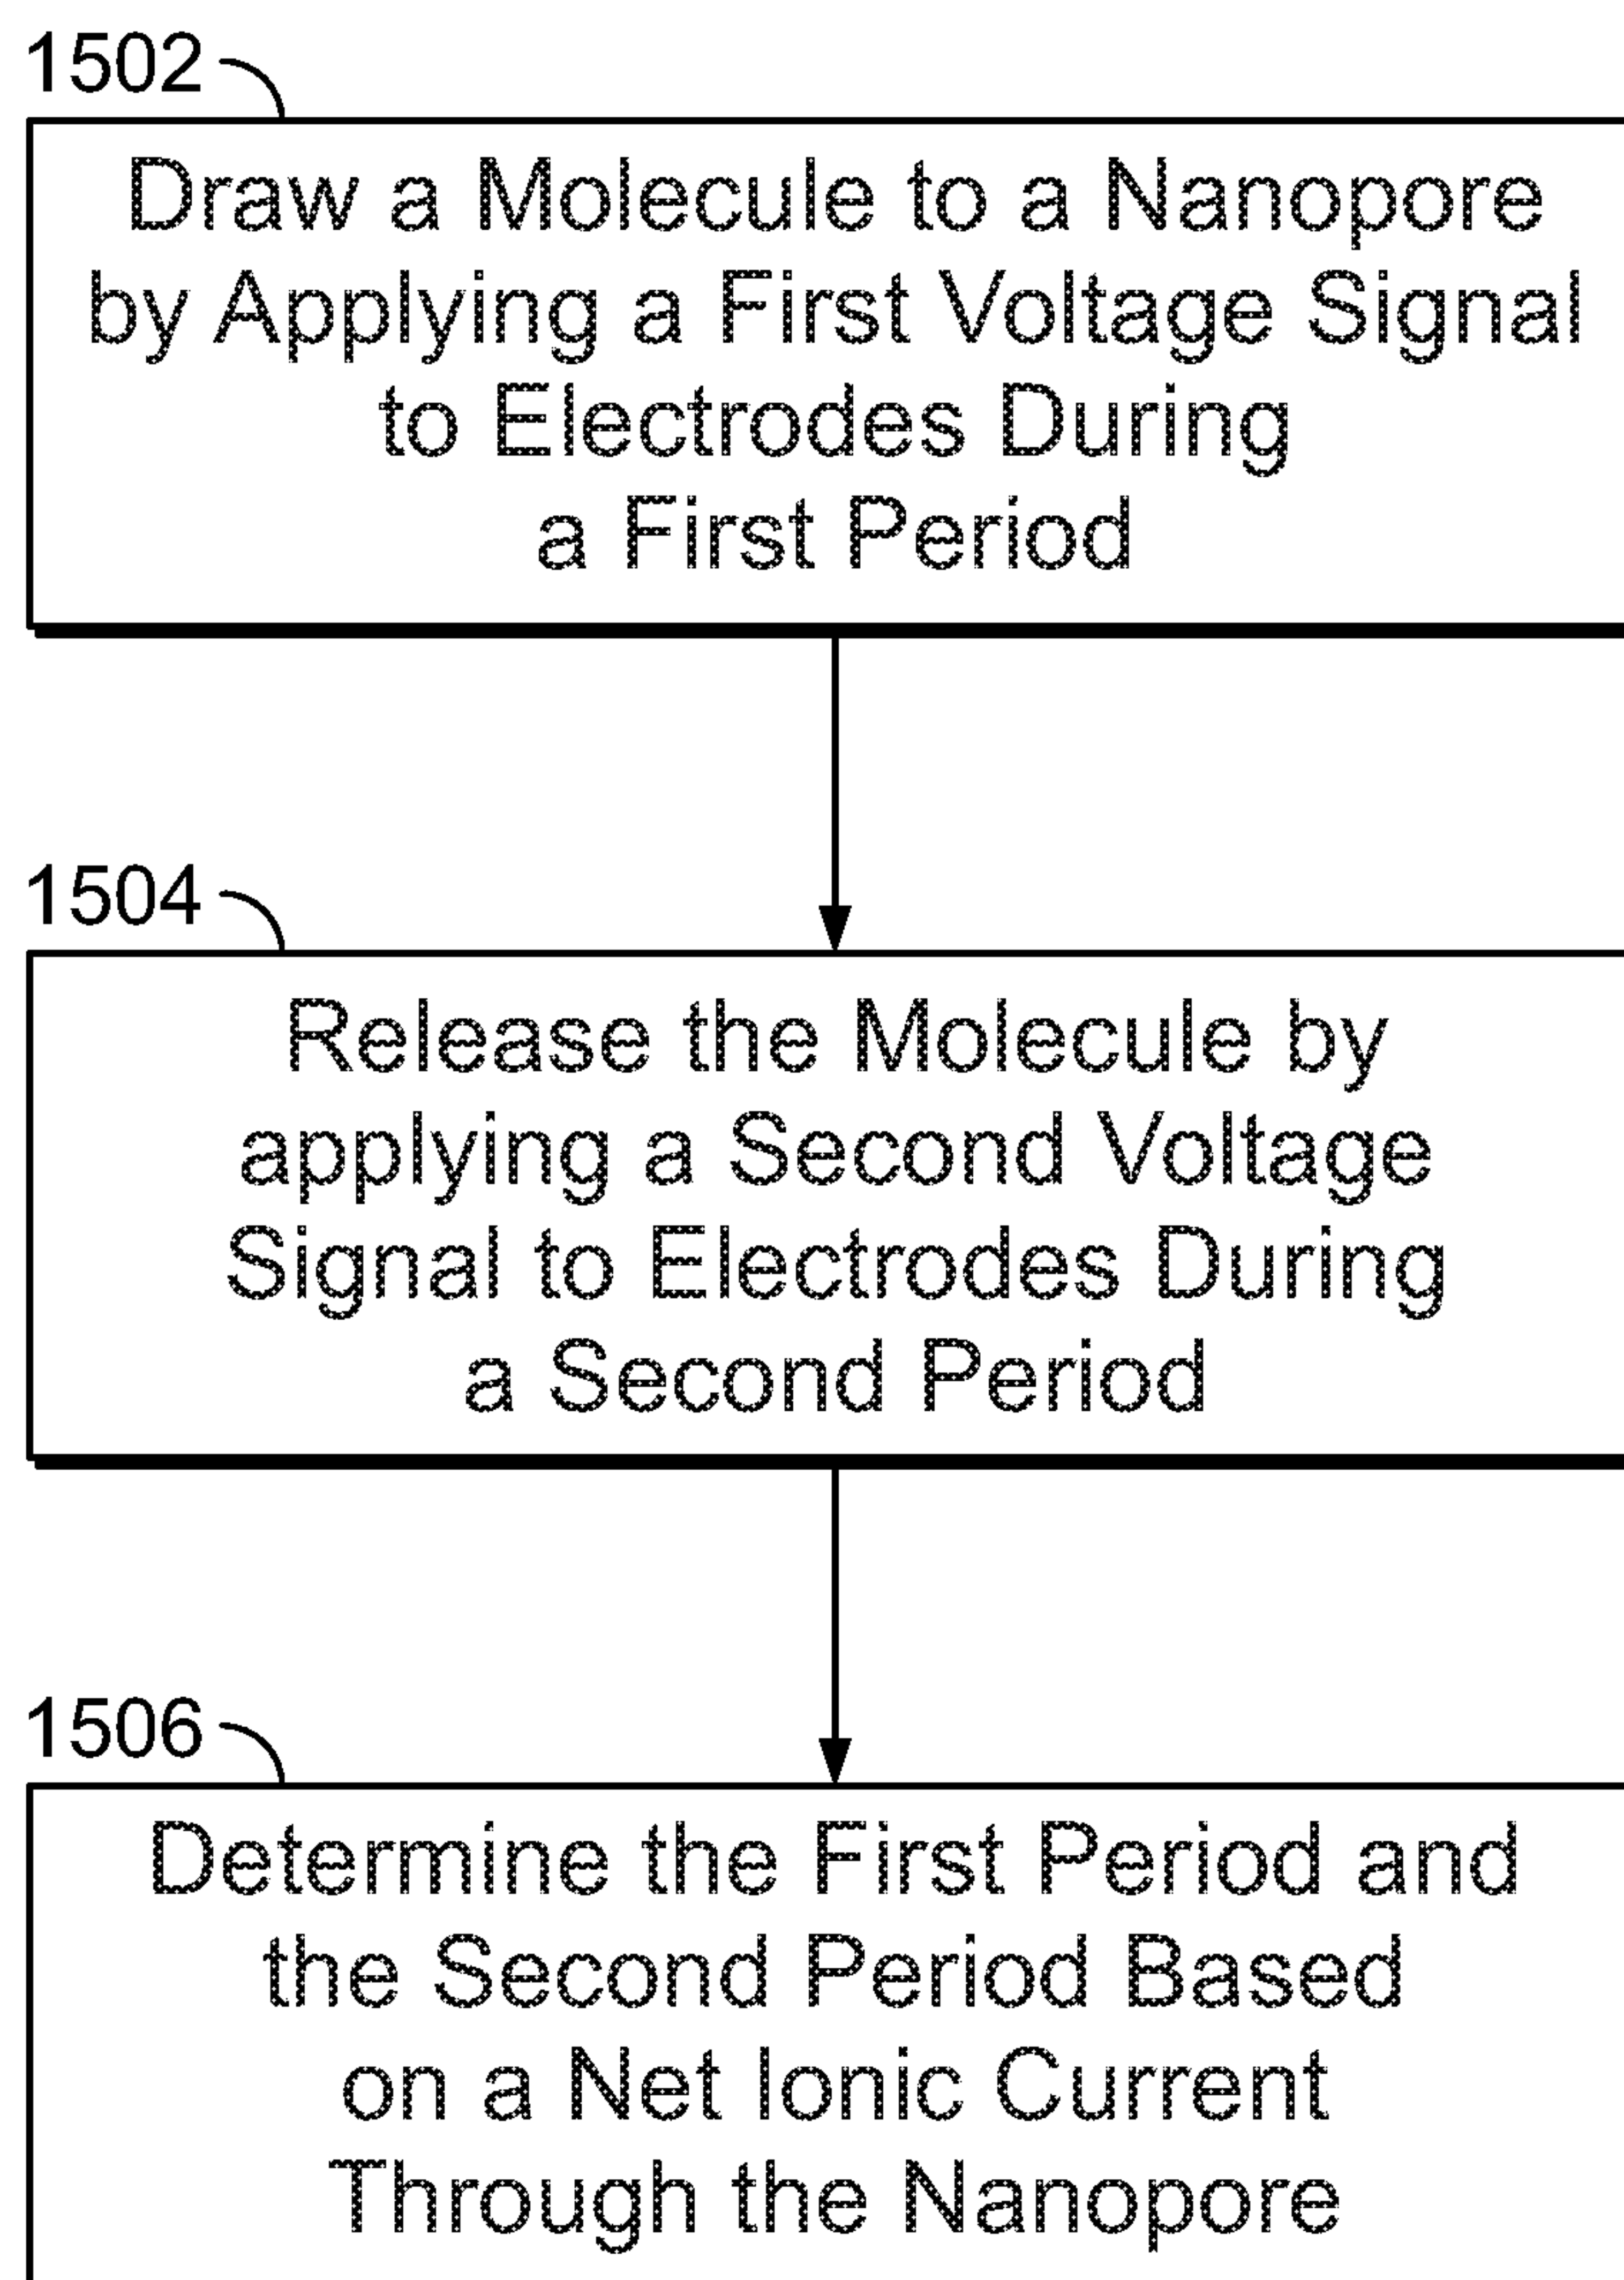 1502
Draw a Molecule to a Nanopore
by Applying a First Voltage Signal
to Electrodes During
a First Period
1504
Release the Molecule by
applying a Second Voltage
Signal to Electrodes During
a Second Period
1506
Determine the First Period and
the Second Period Based
on a Net Ionic Current
Through the Nanopore